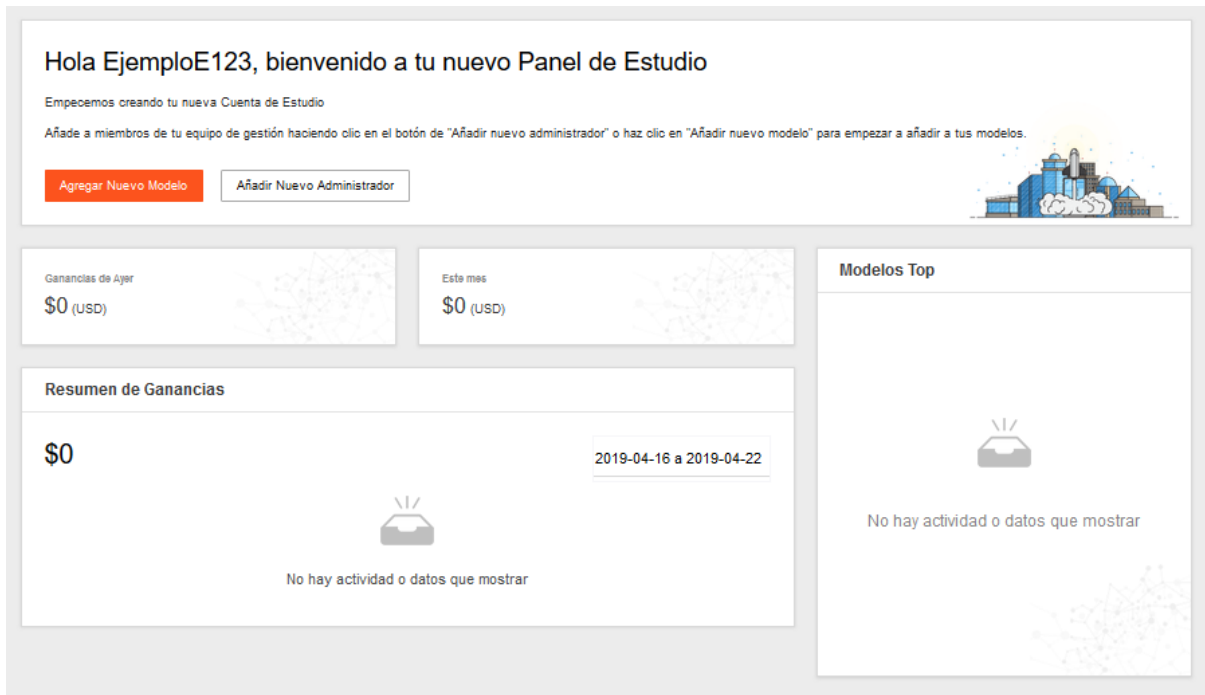 Hola EjemploE123, bienvenido a tu nuevo Panel de Estudio
Empecemos creando tu nueva Cuenta de Estudio
Añade a miembros de tu equipo de gestión haciendo clic en el botón de "Añadir nuevo administrador" o haz clic en "Añadir nuevo modelo" para empezar a añadir a tus modelos.
Agregar Nuevo Modelo
Añadir Nuevo Administrador
Ganancias de Ayer
$0 (USD)
Este mes
$0 (USD)
Modelos Top
No hay actividad o datos que mostrar
Resumen de Ganancias
$0
2019-04-16 a 2019-04-22
No hay actividad o datos que mostrar